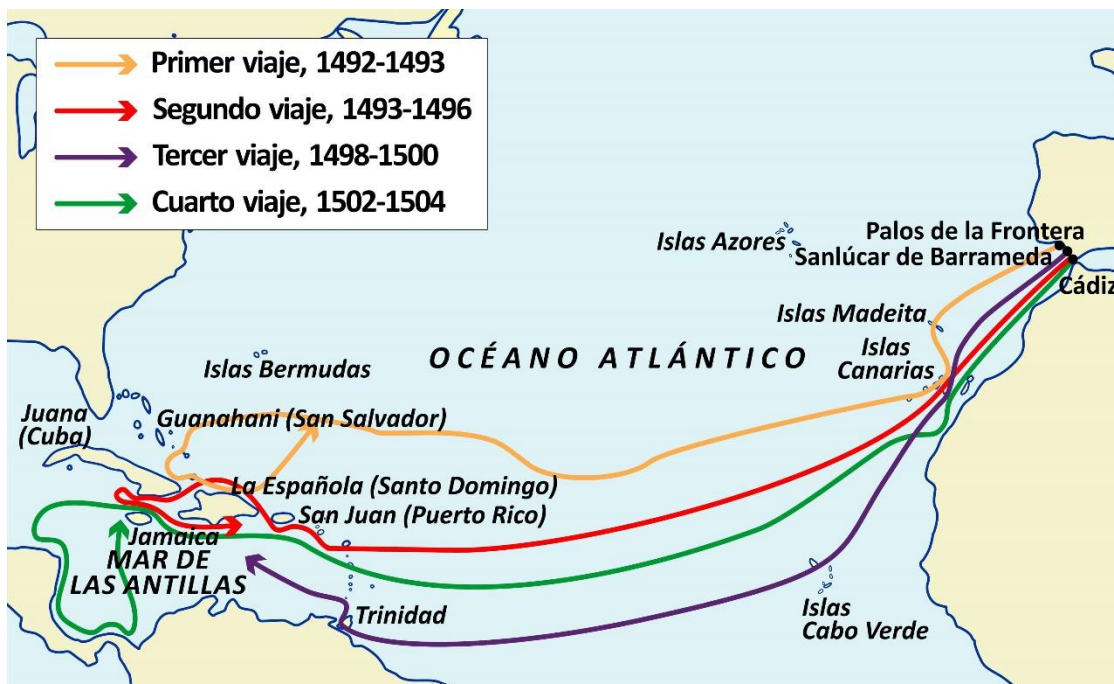 Primer viaje, 1492-1493
Segundo viaje, 1493-1496
Tercer viaje, 1498-1500
Cuarto viaje, 1502-1504
Palos de la Frontera
Islas Azores
Sanlúcar de Barrameda
Cádiz
Islas Madeita
OCÉANO ATLÁNTICO
Islas
Canarias
Islas Bermudas
Juana
(Cuba)
Guanahani (San Salvador)
La Española (Santo Domingo)
San Juan (Puerto Rico)
Jamaica
MAR DE
LAS ANTILLAS
Trinidad
Islas
Cabo Verde